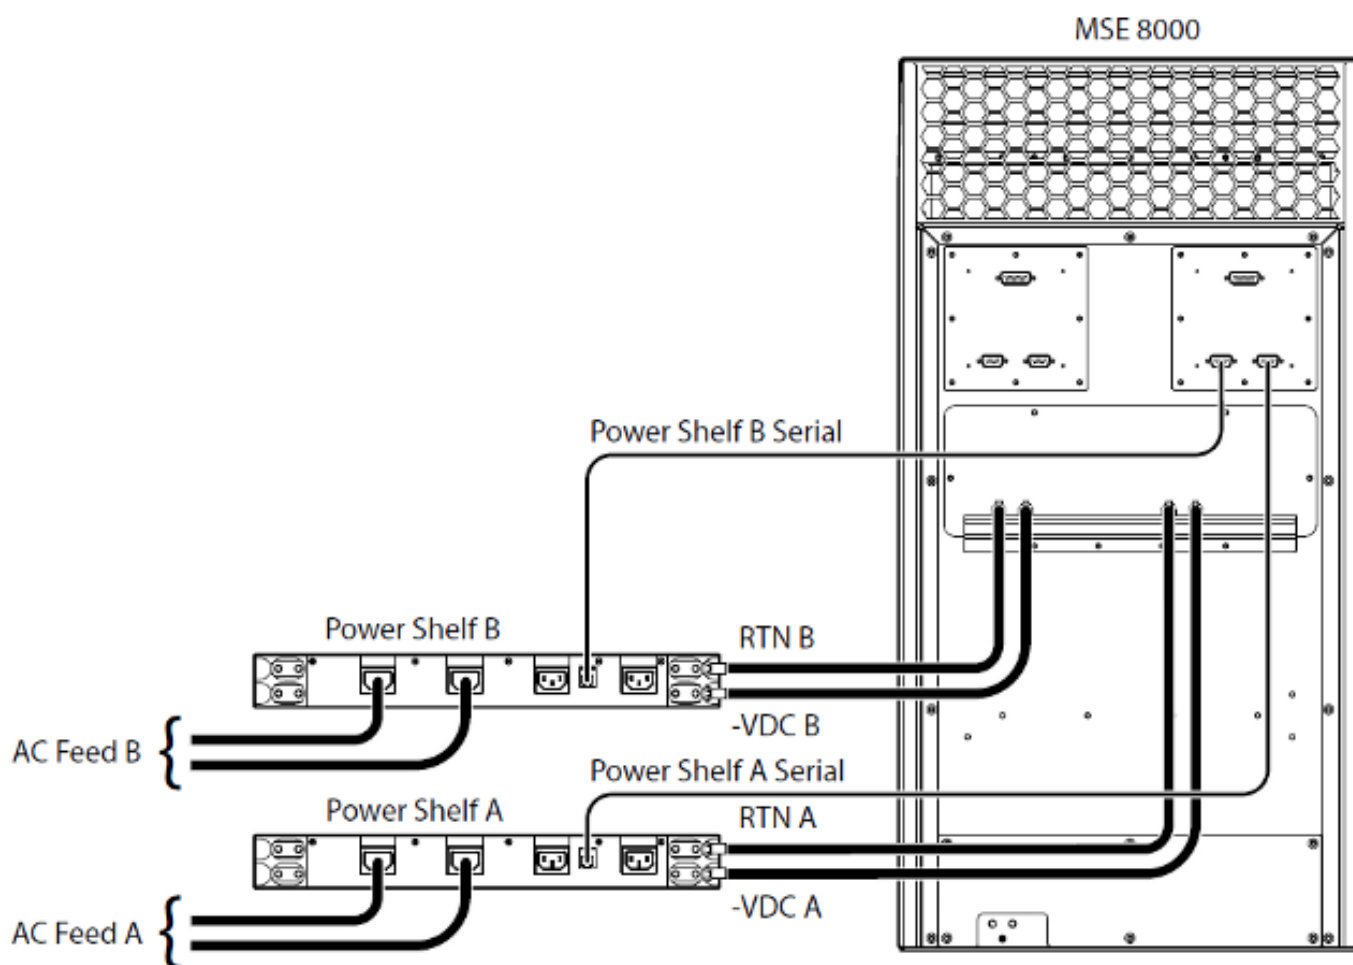 MSE 8000
Power Shelf B Serial
Power Shelf B
RTN B
-VDC B
AC Feed B
Power Shelf A Serial
Power Shelf A
RTN A
-VDC A
AC Feed A